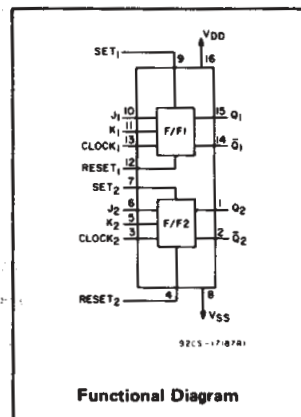 SET₁
VDD
9 16
J₁ 10
K₁ 11
CLOCK₁ 13
F/F1
15 Q₁
14 Q̅₁
RESET₁ 12
SET₂ 7
J₂ 6
K₂ 5
CLOCK₂ 3
F/F2
1 Q₂
2 Q̅₂
RESET₂ 4
8
VSS
92CS-17187R1
Functional Diagram